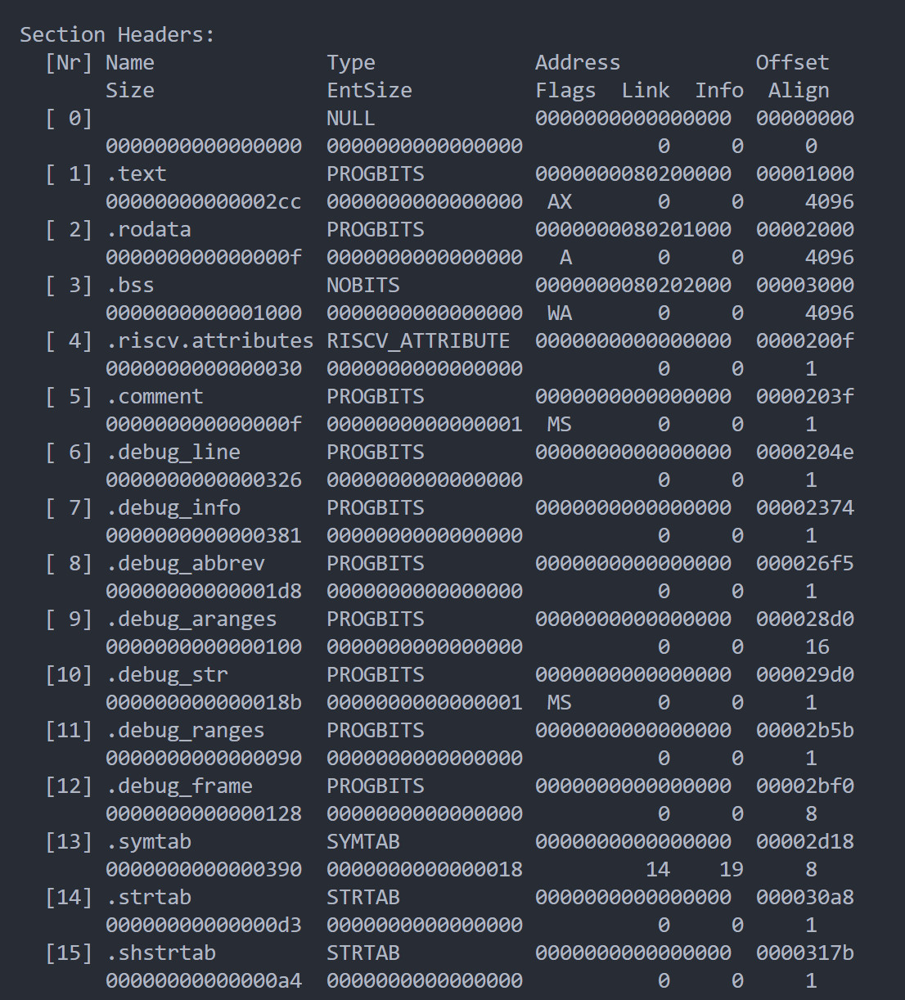 Section Headers:
  [Nr] Name              Type             Address           Offset
       Size              EntSize          Flags  Link  Info  Align
  [ 0]                   NULL             0000000000000000  00000000
       0000000000000000  0000000000000000           0     0     0
  [ 1] .text             PROGBITS         0000000080200000  00001000
       00000000000002cc  0000000000000000  AX       0     0     4096
  [ 2] .rodata           PROGBITS         0000000080201000  00002000
       000000000000000f  0000000000000000   A       0     0     4096
  [ 3] .bss              NOBITS           0000000080202000  00003000
       0000000000001000  0000000000000000  WA       0     0     4096
  [ 4] .riscv.attributes RISCV_ATTRIBUTE  0000000000000000  0000200f
       0000000000000030  0000000000000000           0     0     1
  [ 5] .comment          PROGBITS         0000000000000000  0000203f
       000000000000000f  0000000000000001  MS       0     0     1
  [ 6] .debug_line       PROGBITS         0000000000000000  0000204e
       0000000000000326  0000000000000000           0     0     1
  [ 7] .debug_info       PROGBITS         0000000000000000  00002374
       0000000000000381  0000000000000000           0     0     1
  [ 8] .debug_abbrev     PROGBITS         0000000000000000  000026f5
       00000000000001d8  0000000000000000           0     0     1
  [ 9] .debug_aranges    PROGBITS         0000000000000000  000028d0
       0000000000000100  0000000000000000           0     0     16
  [10] .debug_str        PROGBITS         0000000000000000  000029d0
       000000000000018b  0000000000000001  MS       0     0     1
  [11] .debug_ranges     PROGBITS         0000000000000000  00002b5b
       0000000000000090  0000000000000000           0     0     1
  [12] .debug_frame      PROGBITS         0000000000000000  00002bf0
       0000000000000128  0000000000000000           0     0     8
  [13] .symtab           SYMTAB           0000000000000000  00002d18
       0000000000000390  0000000000000018          14    19     8
  [14] .strtab           STRTAB           0000000000000000  000030a8
       00000000000000d3  0000000000000000           0     0     1
  [15] .shstrtab         STRTAB           0000000000000000  0000317b
       00000000000000a4  0000000000000000           0     0     1